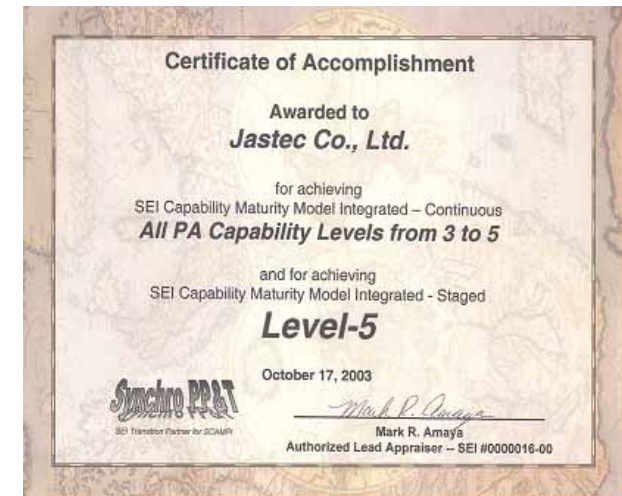 Certificate of Accomplishment
Awarded to
Jastec Co., Ltd.
for achieving
SEI Capability Maturity Model Integrated – Continuous
All PA Capability Levels from 3 to 5
and for achieving
SEI Capability Maturity Model Integrated - Staged
Level-5
October 17, 2003
Synchro PP&T
SEI Transition Partner for SCAMPI
Mark R. Amaya
Mark R. Amaya
Authorized Lead Appraiser -- SEI #0000016-00